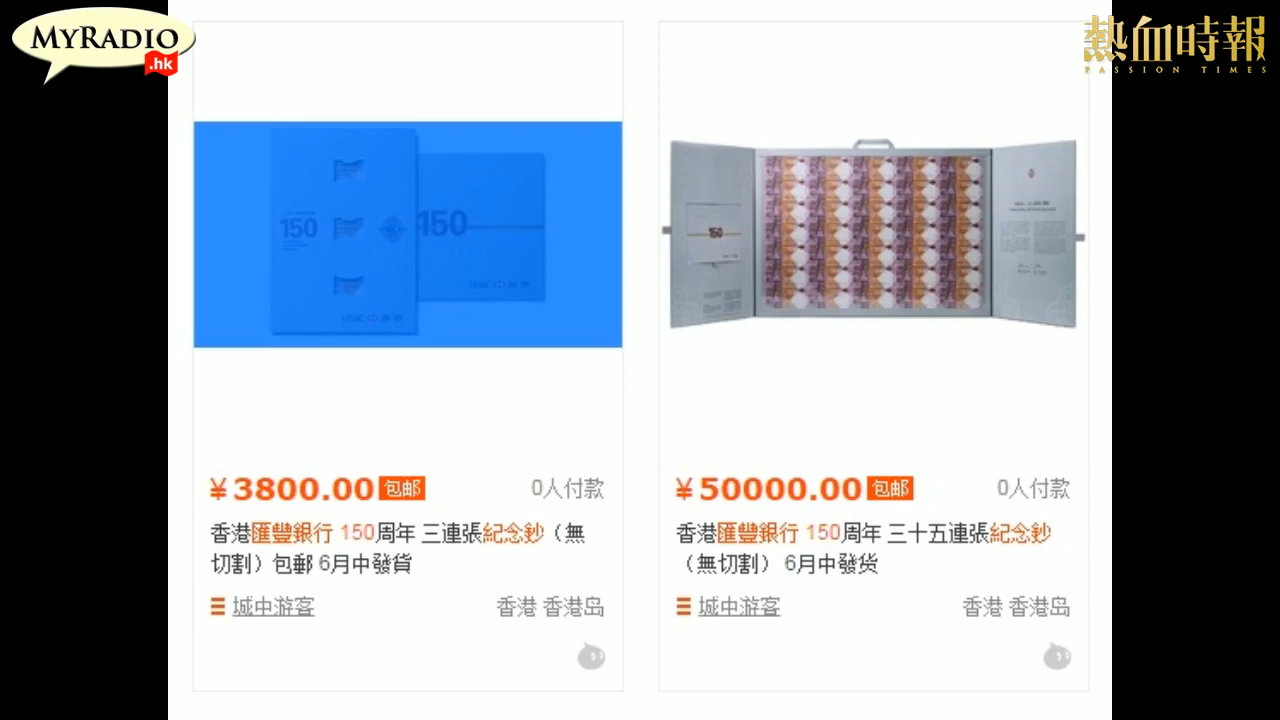 MYRADIO
.hk
熱血時報
PASSION TIMES
150
150
HSBC
150
¥3800.00 包邮 0人付款
香港匯豐銀行 150周年 三連張紀念鈔（無
切割）包郵 6月中發貨
城中游客 香港 香港岛
¥50000.00 包邮 0人付款
香港匯豐銀行 150周年 三十五連張紀念鈔
（無切割） 6月中發货
城中游客 香港 香港岛